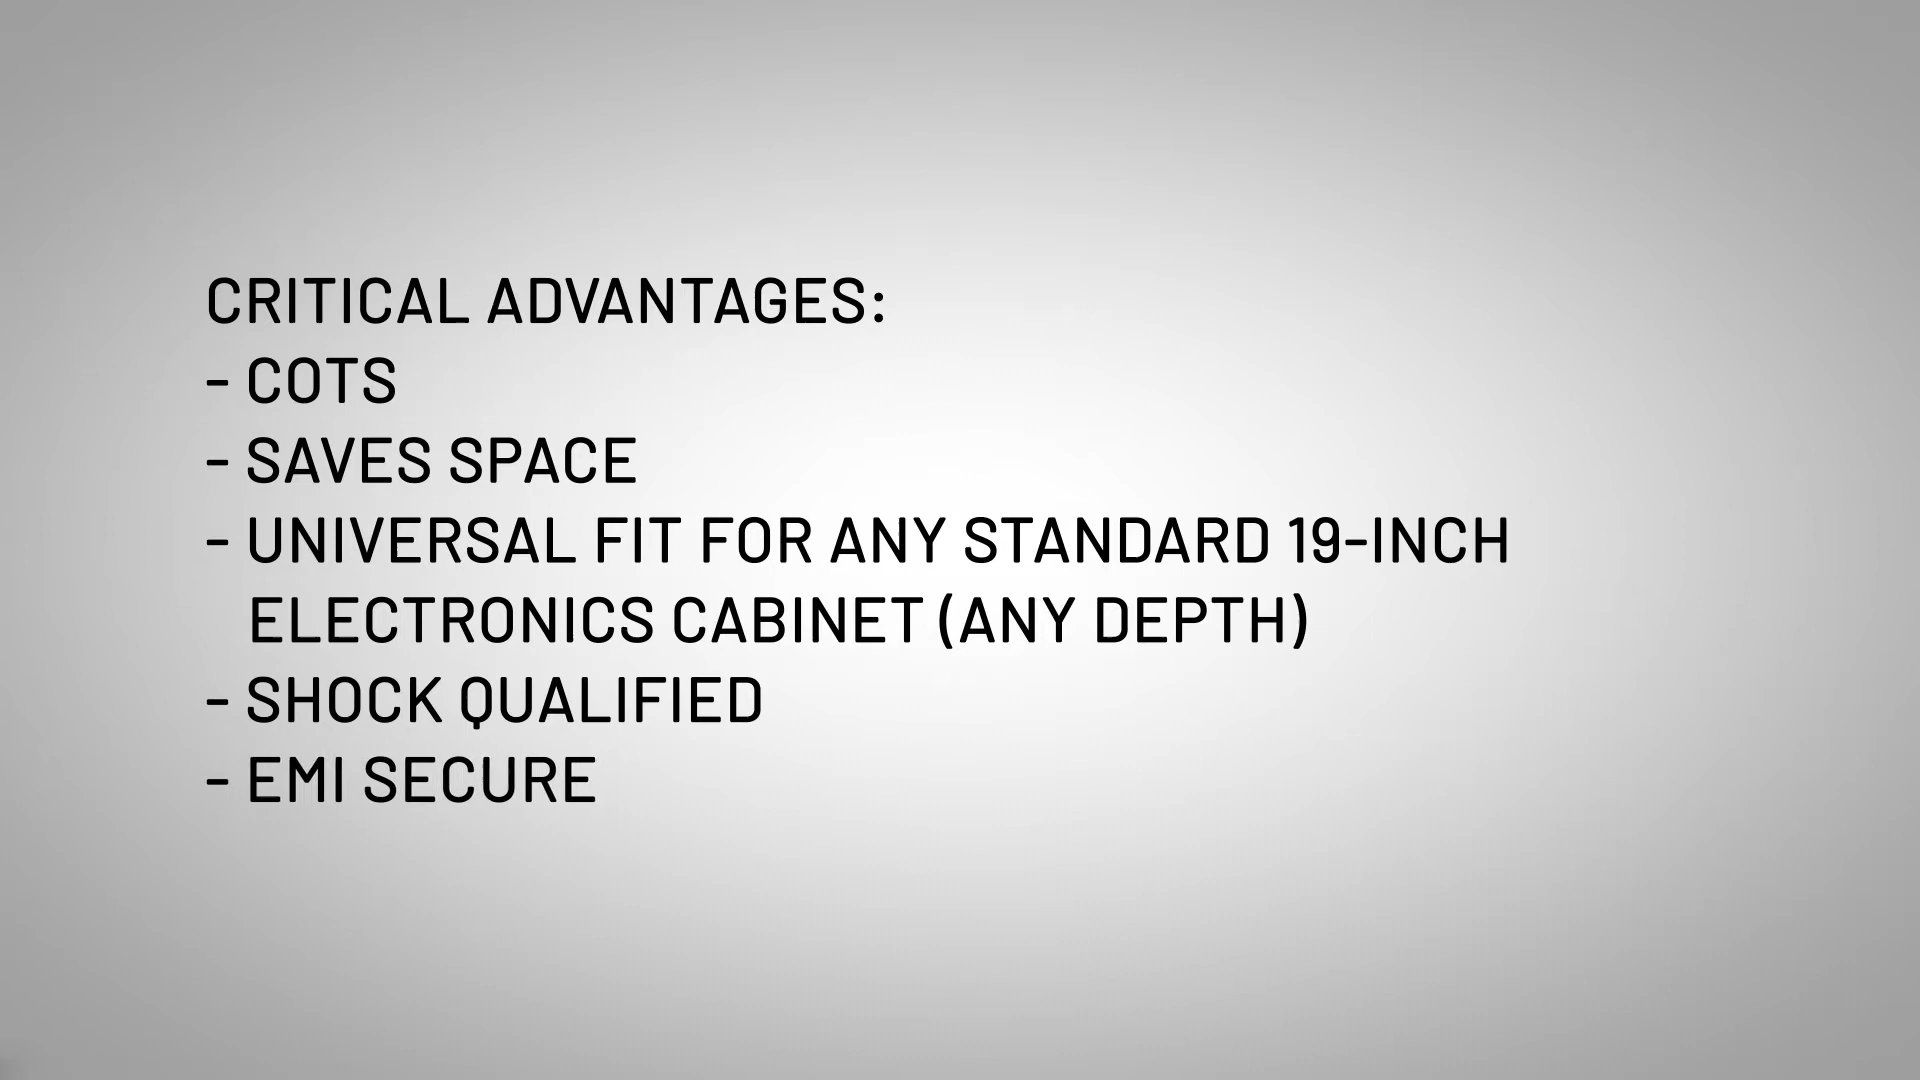 CRITICAL ADVANTAGES:
- COTS
- SAVES SPACE
- UNIVERSAL FIT FOR ANY STANDARD 19-INCH
ELECTRONICS CABINET (ANY DEPTH)
- SHOCK QUALIFIED
- EMI SECURE